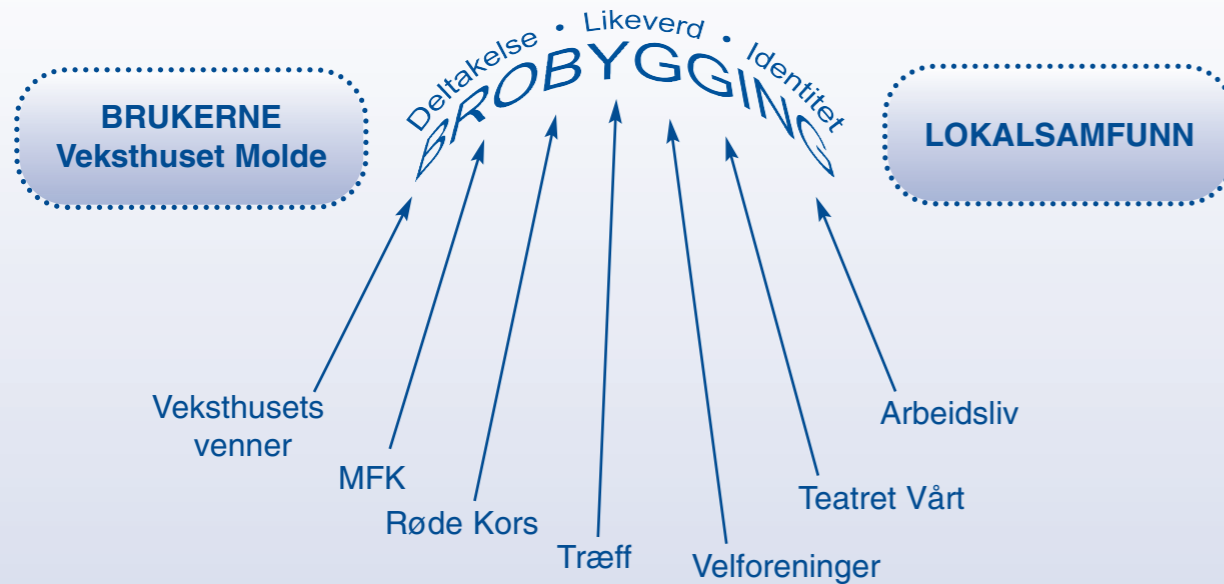 Deltakelse • Likeverd • Identitet
BROBYGGING
BRUKERNE
Veksthuset Molde
LOKALSAMFUNN
Veksthusets
venner
MFK
Røde Kors
Træff
Velforeninger
Teatret Vårt
Arbeidsliv